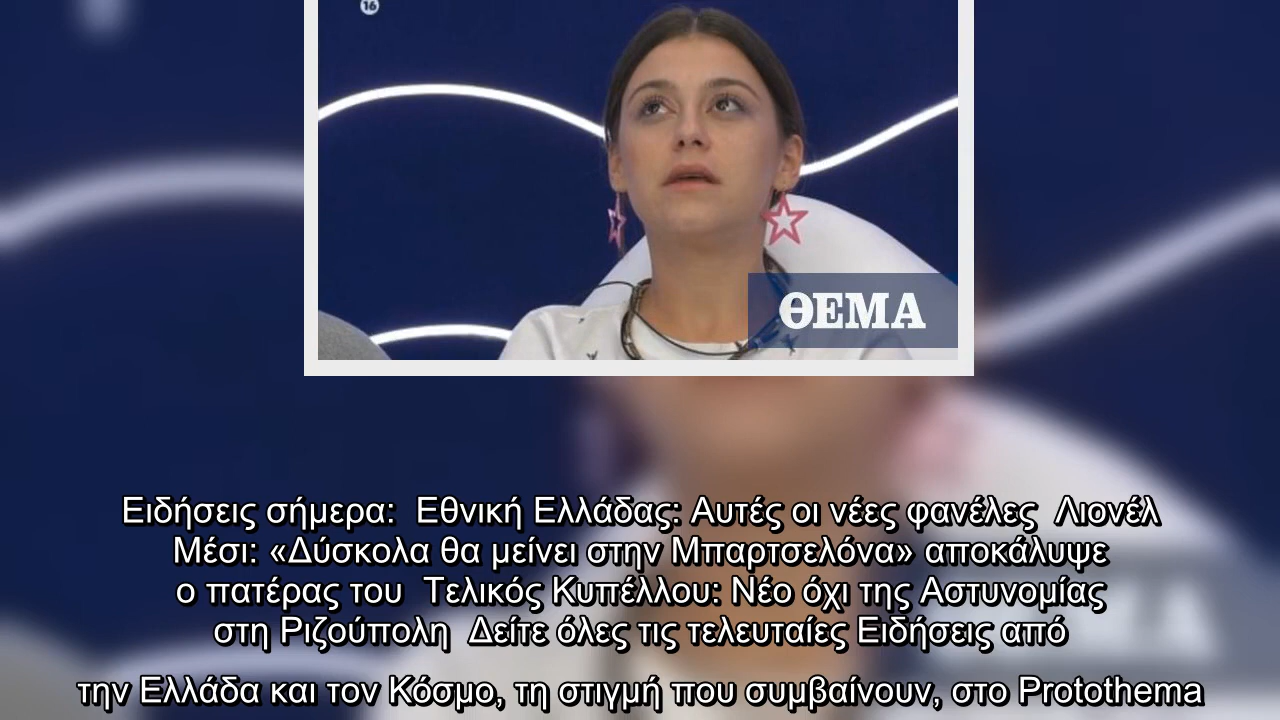 16
ΘΕΜΑ
Ειδήσεις σήμερα:  Εθνική Ελλάδας: Αυτές οι νέες φανέλες  Λιονέλ
Μέσι: «Δύσκολα θα μείνει στην Μπαρτσελόνα» αποκάλυψε
ο πατέρας του  Τελικός Κυπέλλου: Νέο όχι της Αστυνομίας
στη Ριζούπολη  Δείτε όλες τις τελευταίες Ειδήσεις από
την Ελλάδα και τον Κόσμο, τη στιγμή που συμβαίνουν, στο Protothema